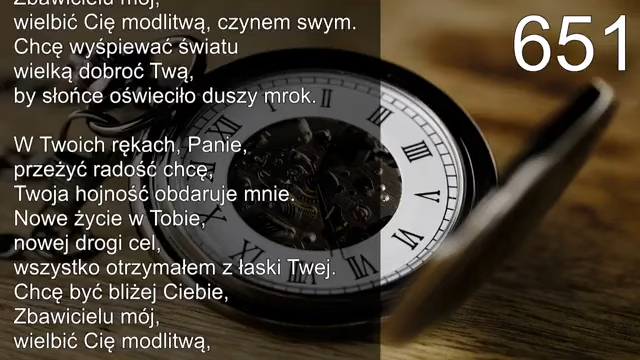 Zbawicielu mój,
wielbić Cię modlitwą, czynem swym.
Chcę wyśpiewać światu
wielką dobroć Twą,
by słońce oświeciło duszy mrok.
W Twoich rękach, Panie,
przeżyć radość chcę,
Twoja hojność obdaruje mnie.
Nowe życie w Tobie,
nowej drogi cel,
wszystko otrzymałem z łaski Twej.
Chcę być bliżej Ciebie,
Zbawicielu mój,
wielbić Cię modlitwą,
651